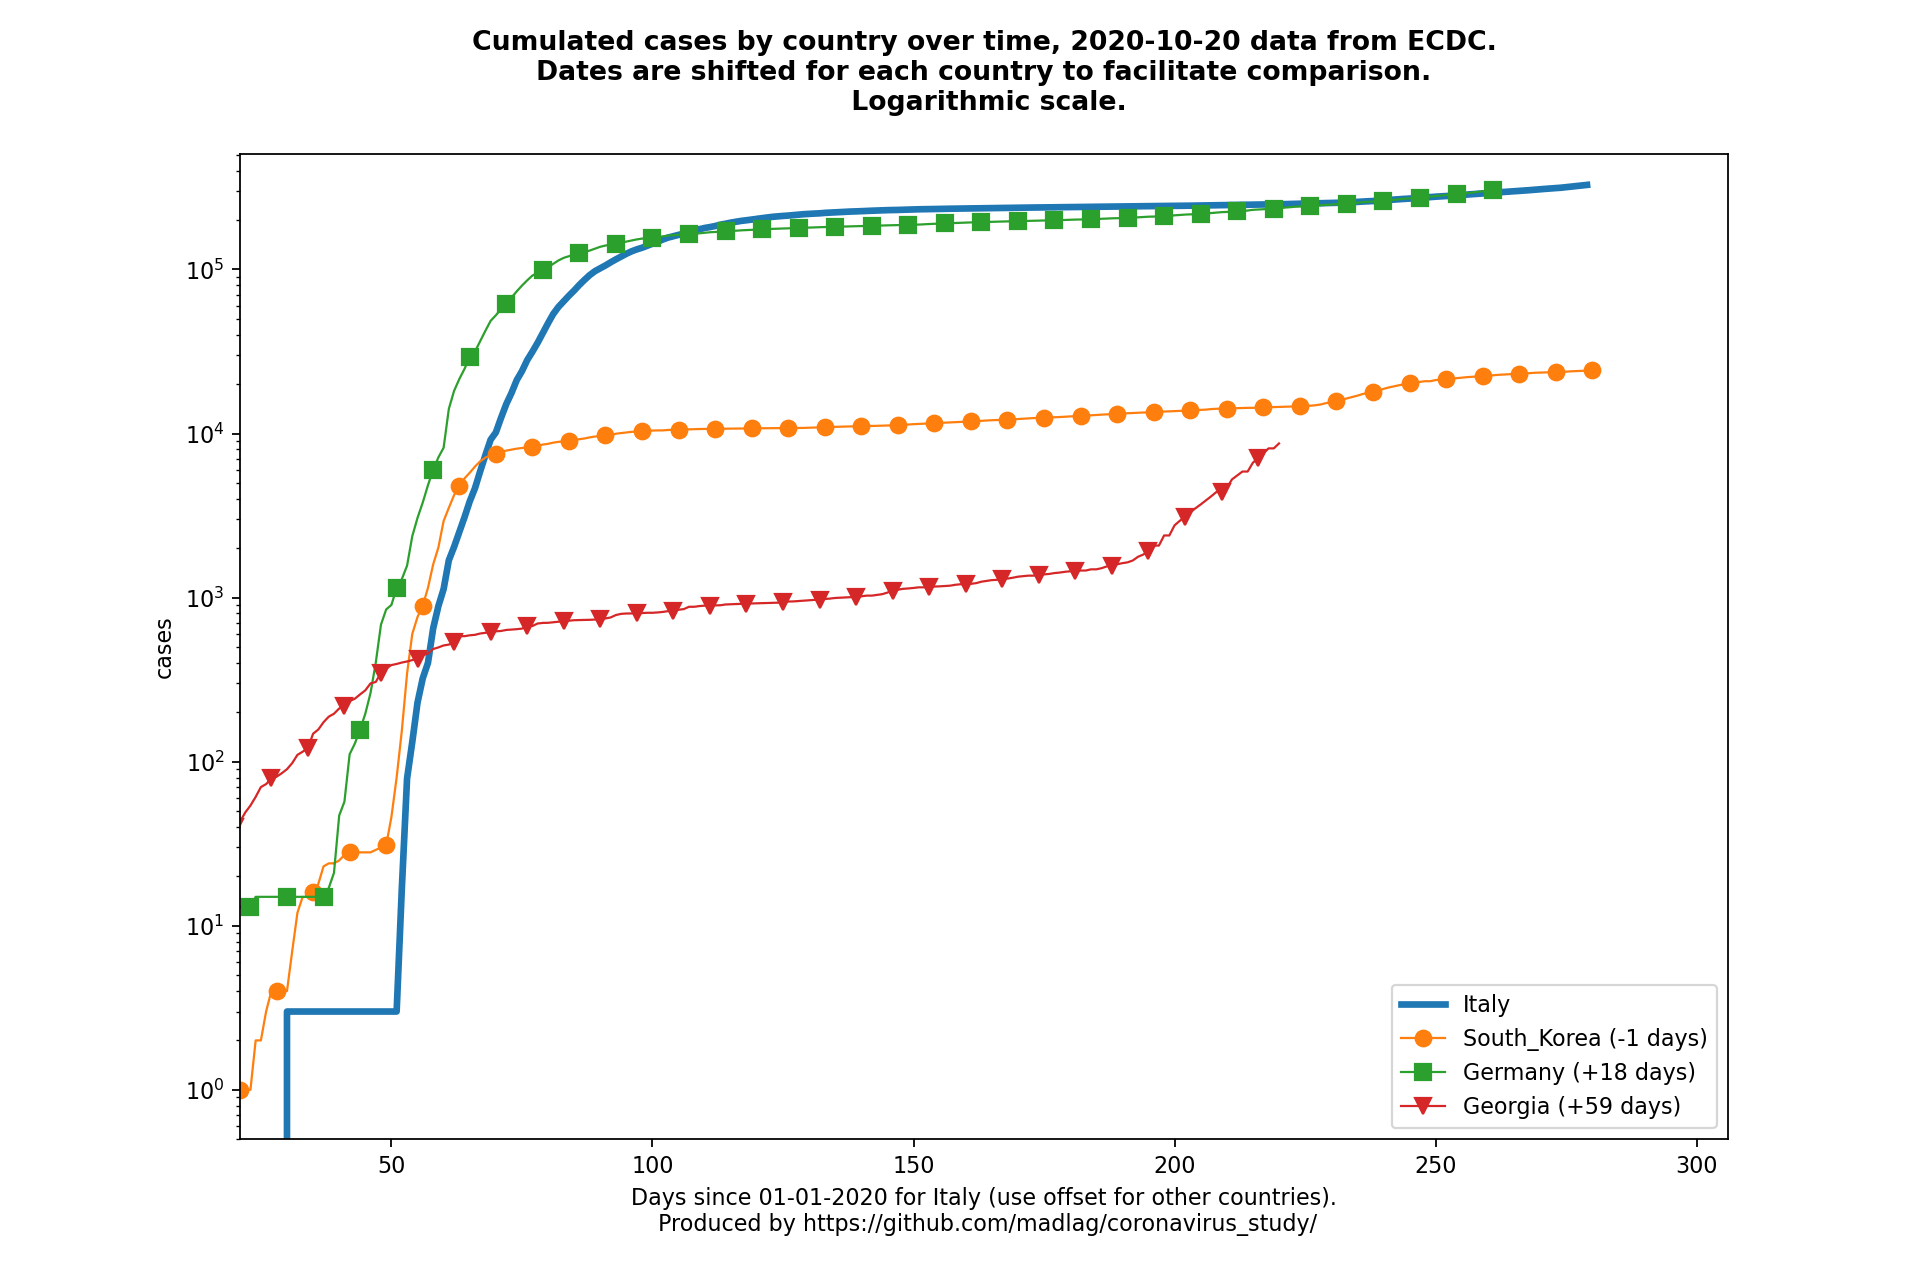 Cumulated cases by country over time, 2020-10-20 data from ECDC.
Dates are shifted for each country to facilitate comparison.
Logarithmic scale.
10⁵
10⁴
10³
10²
10¹
10⁰
cases
50 100 150 200 250 300
Italy
South_Korea (-1 days)
Germany (+18 days)
Georgia (+59 days)
Days since 01-01-2020 for Italy (use offset for other countries).
Produced by https://github.com/madlag/coronavirus_study/